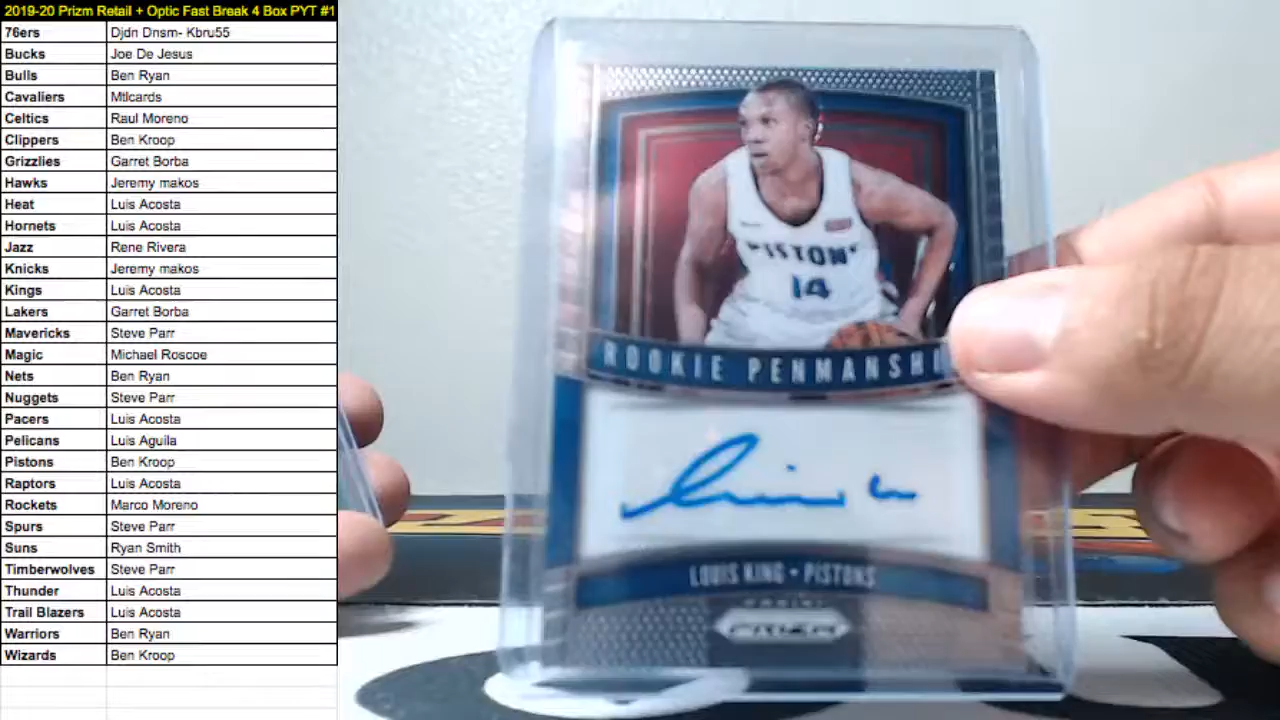 2019-20 Prizm Retail + Optic Fast Break 4 Box PYT #1
76ers Djdn Dnsm- Kbru55
Bucks Joe De Jesus
Bulls Ben Ryan
Cavaliers Mtlcards
Celtics Raul Moreno
Clippers Ben Kroop
Grizzlies Garret Borba
Hawks Jeremy makos
Heat Luis Acosta
Hornets Luis Acosta
Jazz Rene Rivera
Knicks Jeremy makos
Kings Luis Acosta
Lakers Garret Borba
Mavericks Steve Parr
Magic Michael Roscoe
Nets Ben Ryan
Nuggets Steve Parr
Pacers Luis Acosta
Pelicans Luis Aguila
Pistons Ben Kroop
Raptors Luis Acosta
Rockets Marco Moreno
Spurs Steve Parr
Suns Ryan Smith
Timberwolves Steve Parr
Thunder Luis Acosta
Trail Blazers Luis Acosta
Warriors Ben Ryan
Wizards Ben Kroop
PISTONS
14
ROOKIE PENMANSHI
LOUIS KING • PISTONS
PANINI
PRIZM